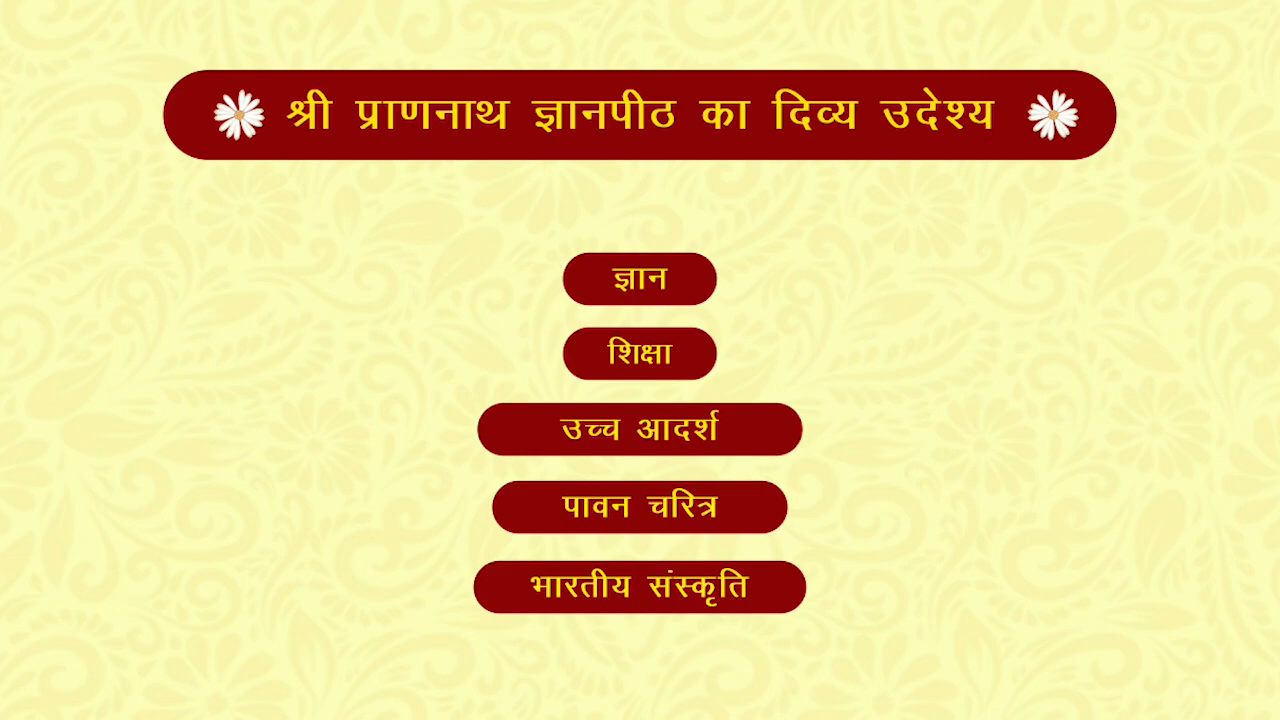 श्री प्राणनाथ ज्ञानपीठ का दिव्य उदेश्य
ज्ञान
शिक्षा
उच्च आदर्श
पावन चरित्र
भारतीय संस्कृति